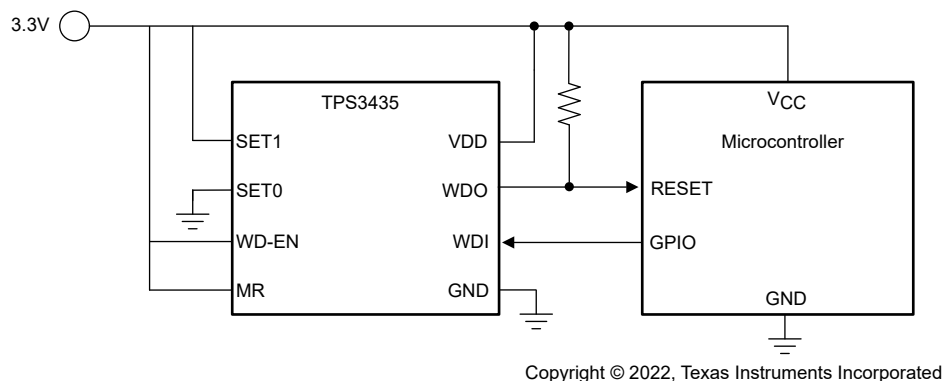 3.3V
TPS3435
VCC
Microcontroller
SET1
VDD
SET0
WDO
RESET
WD-EN
WDI
GPIO
MR
GND
GND
Copyright © 2022, Texas Instruments Incorporated